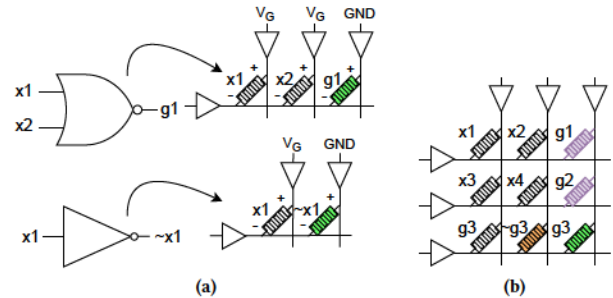 V_G V_G GND
x1 x2 g1
+ + +
- - -
x1
x2
g1
V_G GND
x1 ~x1
+ +
- -
x1
~x1
(a)
x1 x2 g1
x3 x4 g2
g3 ~g3 g3
(b)